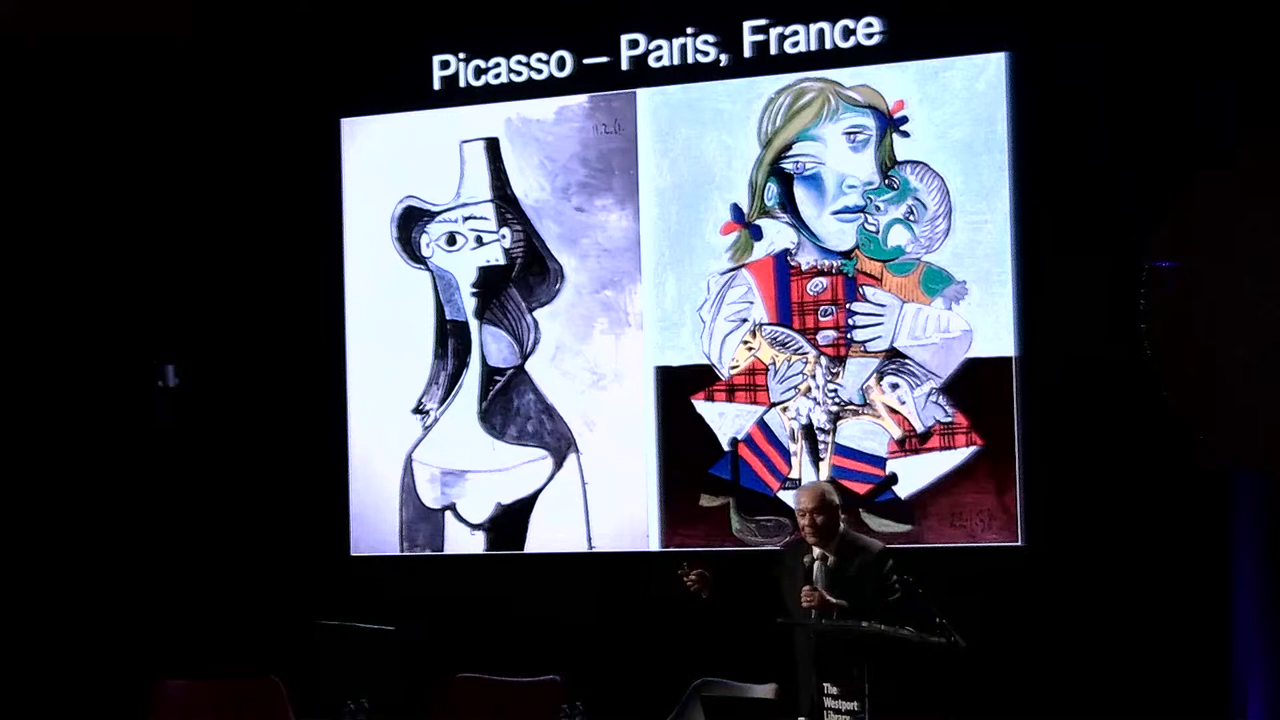 Picasso – Paris, France
The
Westport
Library